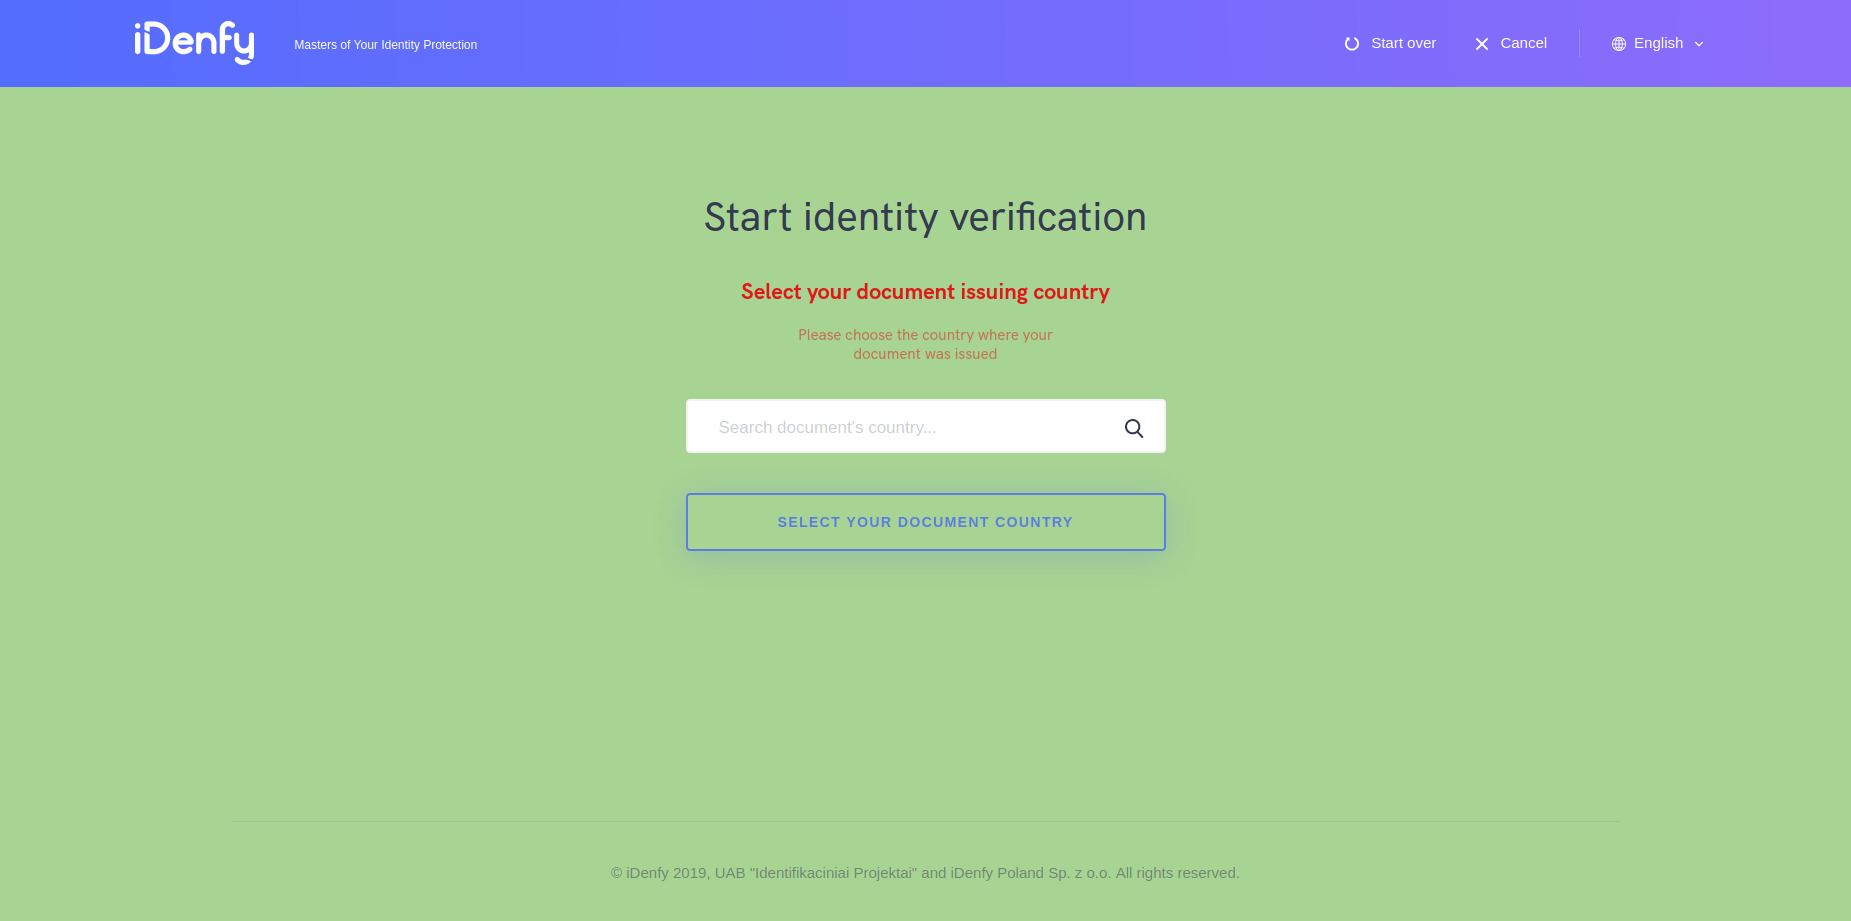 iDenfy
Masters of Your Identity Protection
Start over
Cancel
English
Start identity verification
Select your document issuing country
Please choose the country where your
document was issued
Search document's country...
SELECT YOUR DOCUMENT COUNTRY
© iDenfy 2019, UAB "Identifikaciniai Projektai" and iDenfy Poland Sp. z o.o. All rights reserved.